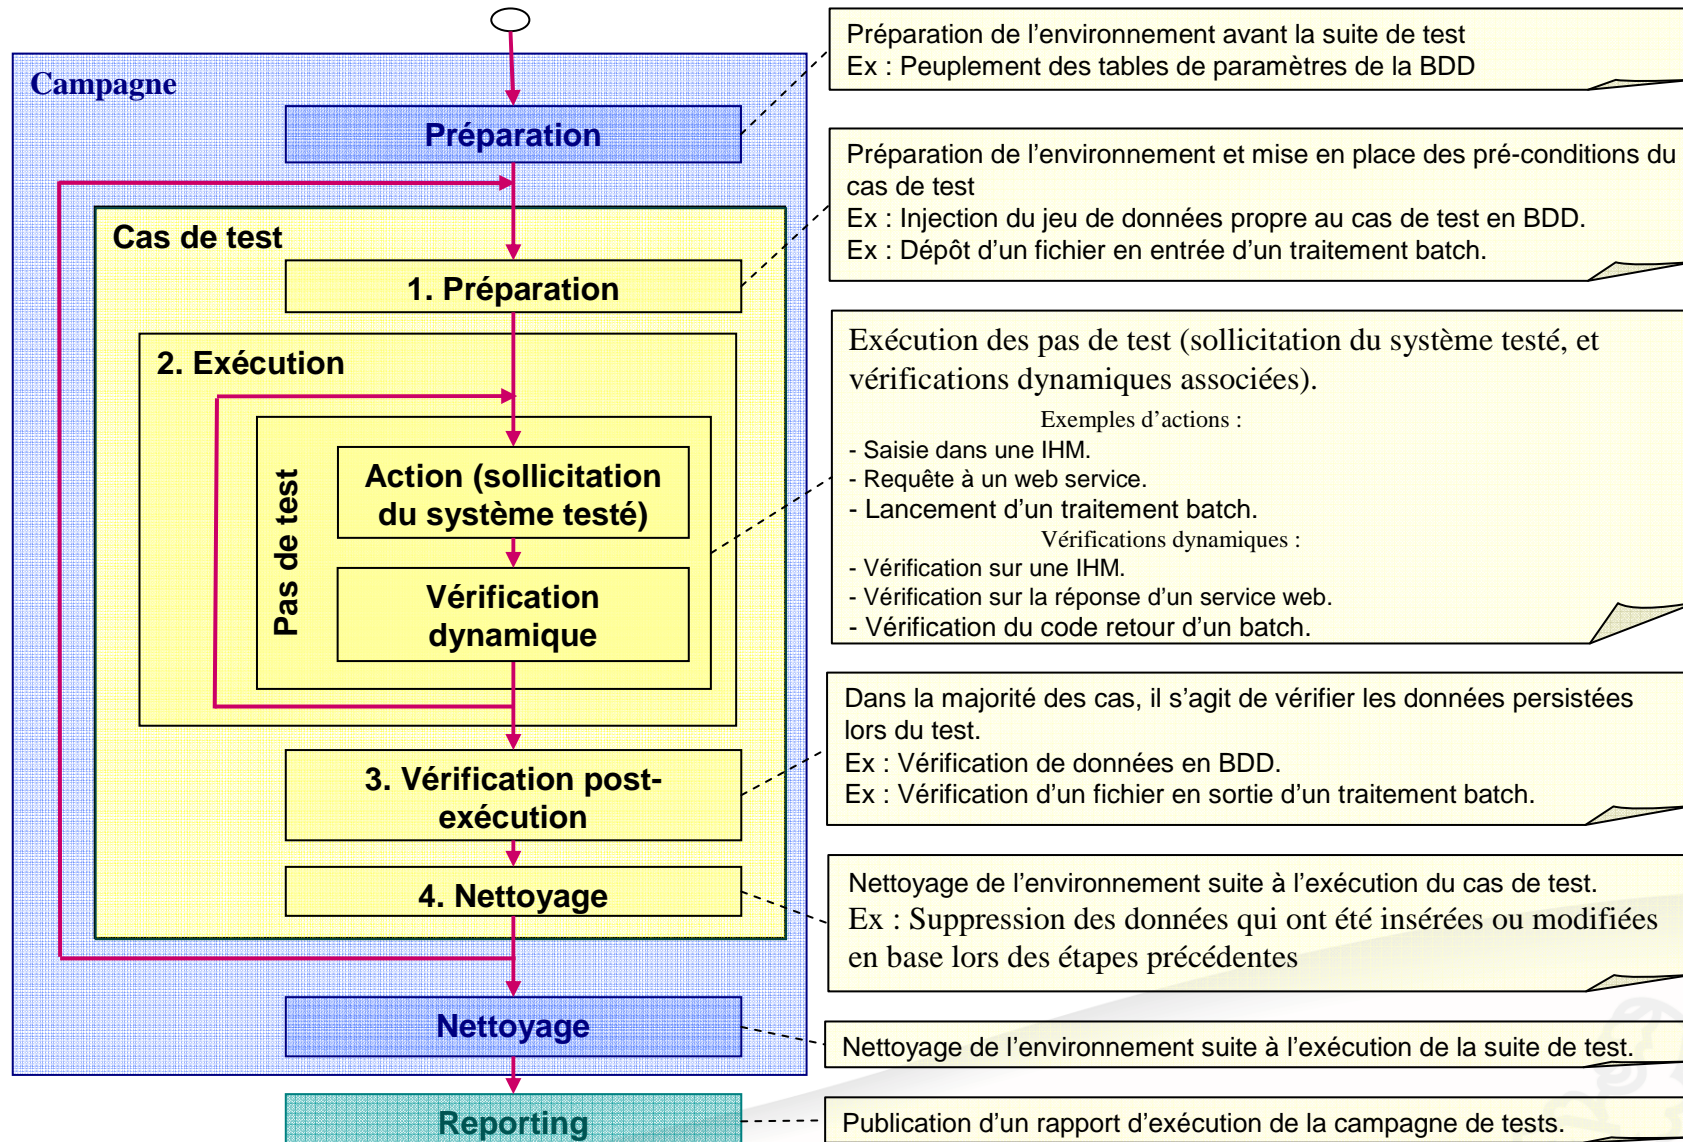 Campagne
Préparation
Cas de test
1. Préparation
2. Exécution
Pas de test
Action (sollicitation
du système testé)
Vérification
dynamique
3. Vérification post-
exécution
4. Nettoyage
Nettoyage
Reporting
Préparation de l’environnement avant la suite de test
Ex : Peuplement des tables de paramètres de la BDD
Préparation de l’environnement et mise en place des pré-conditions du
cas de test
Ex : Injection du jeu de données propre au cas de test en BDD.
Ex : Dépôt d’un fichier en entrée d’un traitement batch.
Exécution des pas de test (sollicitation du système testé, et
vérifications dynamiques associées).
Exemples d’actions :
- Saisie dans une IHM.
- Requête à un web service.
- Lancement d’un traitement batch.
Vérifications dynamiques :
- Vérification sur une IHM.
- Vérification sur la réponse d’un service web.
- Vérification du code retour d’un batch.
Dans la majorité des cas, il s’agit de vérifier les données persistées
lors du test.
Ex : Vérification de données en BDD.
Ex : Vérification d’un fichier en sortie d’un traitement batch.
Nettoyage de l’environnement suite à l’exécution du cas de test.
Ex : Suppression des données qui ont été insérées ou modifiées
en base lors des étapes précédentes
Nettoyage de l’environnement suite à l’exécution de la suite de test.
Publication d’un rapport d’exécution de la campagne de tests.